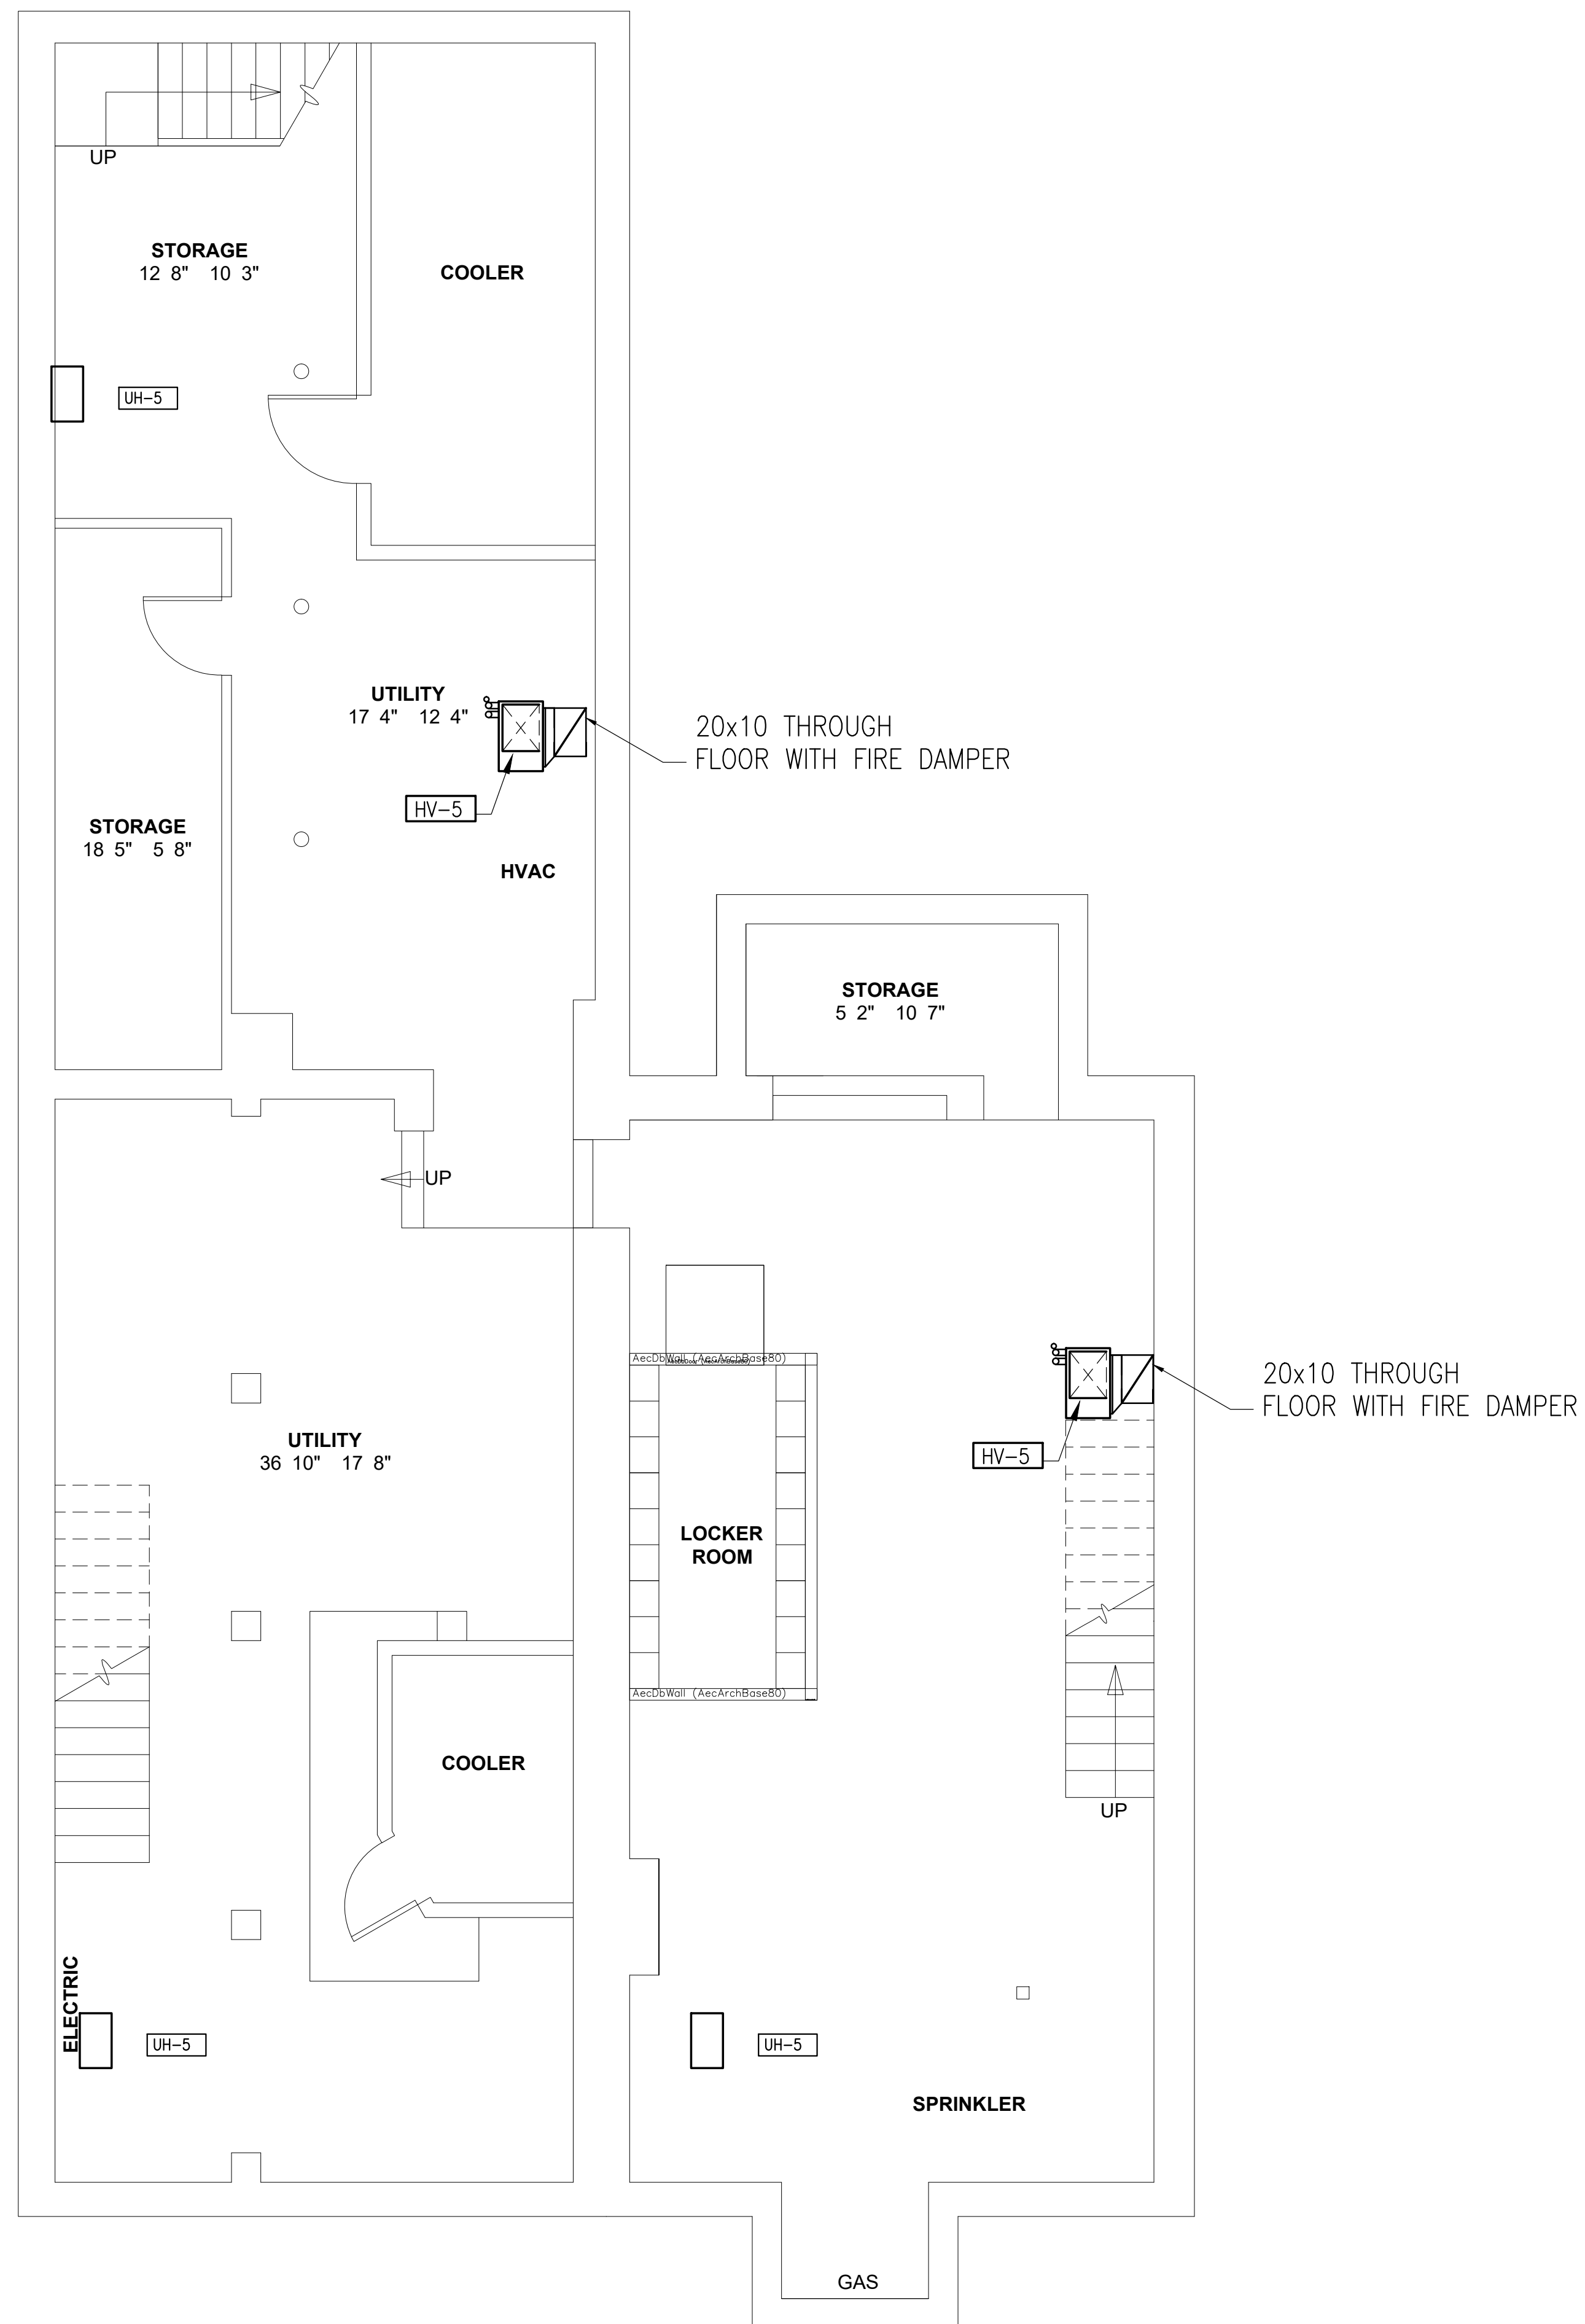 UP
STORAGE
12 8" 10 3"
COOLER
UH-5
UTILITY
17 4" 12 4"
20x10 THROUGH
FLOOR WITH FIRE DAMPER
HV-5
STORAGE
18 5" 5 8"
HVAC
STORAGE
5 2" 10 7"
UP
AecDbWall (AecArchBase80)
AecDbDoor (AecArchBase80)
20x10 THROUGH
FLOOR WITH FIRE DAMPER
HV-5
UTILITY
36 10" 17 8"
LOCKER
ROOM
AecDbWall (AecArchBase80)
COOLER
UP
ELECTRIC
UH-5
UH-5
SPRINKLER
GAS